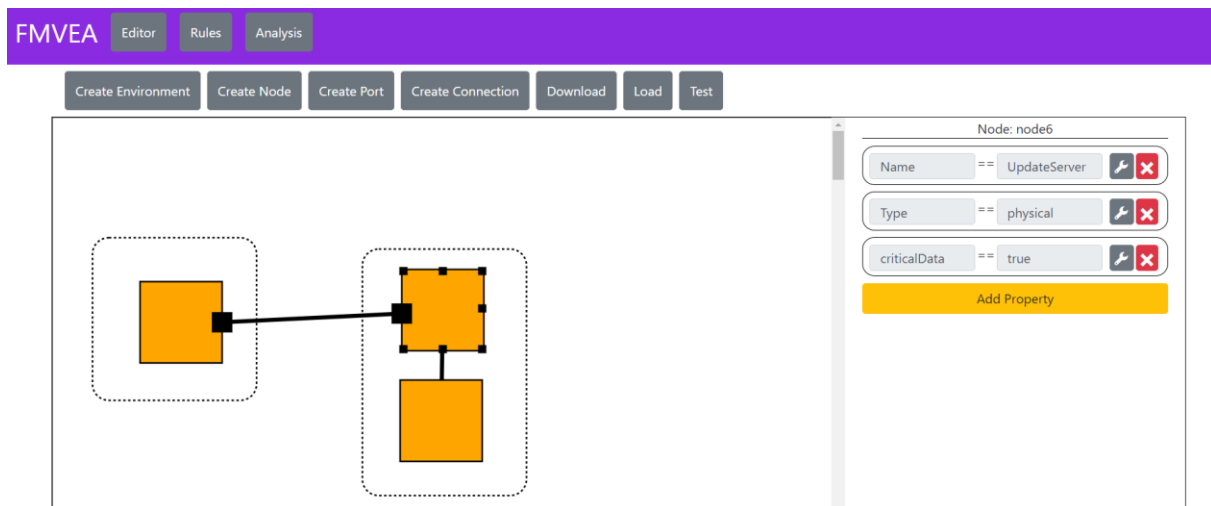 FMVEA Editor Rules Analysis
Create Environment Create Node Create Port Create Connection Download Load Test
Node: node6
Name == UpdateServer
Type == physical
criticalData == true
Add Property